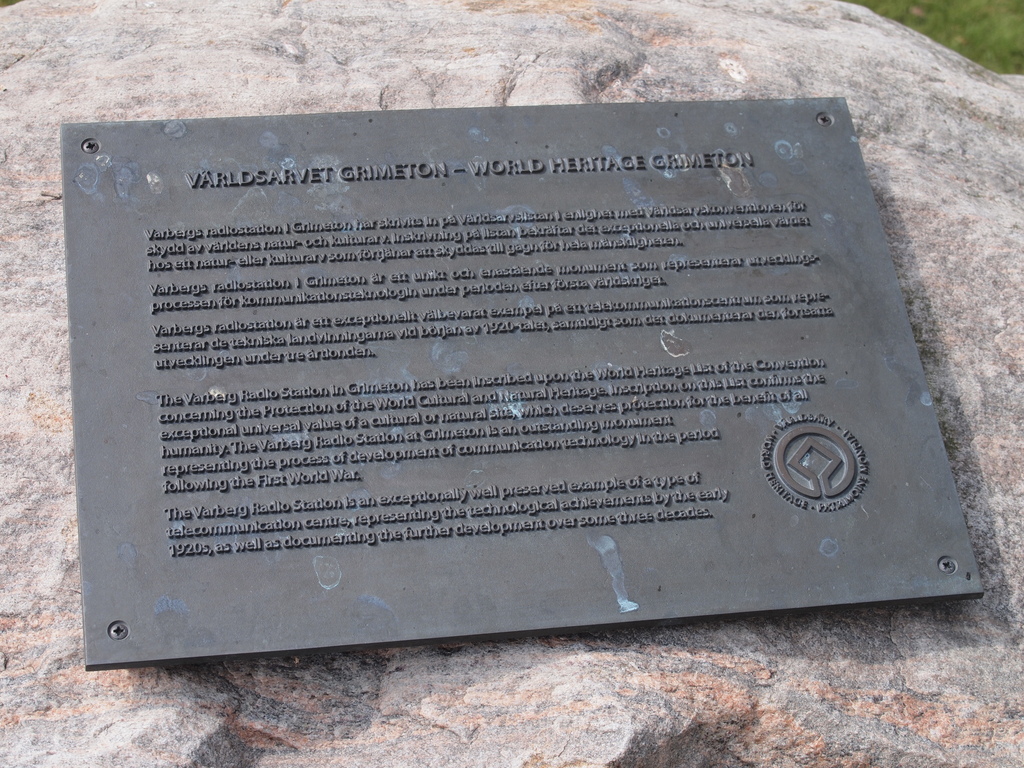 VÄRLDSARVET GRIMETON – WORLD HERITAGE GRIMETON
Varbergs radiostation i Grimeton har skrivits in på Världsarvslistan i enlighet med Världsarvskonventionen för
skydd av världens natur- och kulturarv. Inskrivning på listan bekräftar det exceptionella och universella värdet
hos ett natur- eller kulturarv som förtjänar att skyddas till gagn för hela mänskligheten.
Varbergs radiostation i Grimeton är ett unikt och enastående monument som representerar utvecklings-
processen för kommunikationsteknologin under perioden efter första världskriget.
Varbergs radiostation är ett exceptionellt välbevarat exempel på ett telekommunikationscentrum som repre-
senterar de tekniska landvinningarna vid början av 1920-talet, samtidigt som det dokumenterar den fortsatta
utvecklingen under tre årtionden.
The Varberg Radio Station in Grimeton has been inscribed upon the World Heritage List of the Convention
concerning the Protection of the World Cultural and Natural Heritage. Inscription on this List confirms the
exceptional universal value of a cultural or natural site which deserves protection for the benefit of all
humanity. The Varberg Radio Station at Grimeton is an outstanding monument
representing the process of development of communication technology in the period
following the First World War.
The Varberg Radio Station is an exceptionally well preserved example of a type of
telecommunication centre, representing the technological achievements by the early
1920s, as well as documenting the further development over some three decades.
WORLD HERITAGE · PATRIMOINE MONDIAL ·